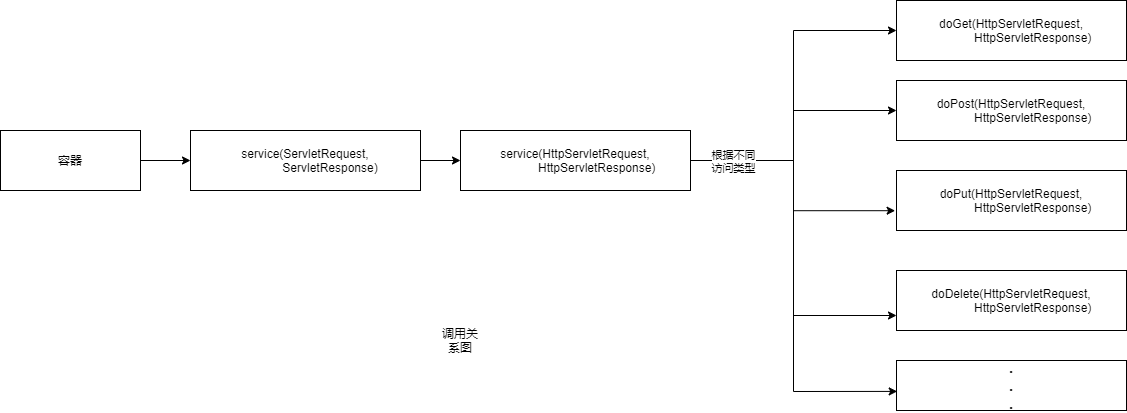 容器
service(ServletRequest,
ServletResponse)
service(HttpServletRequest,
HttpServletResponse)
根据不同
访问类型
doGet(HttpServletRequest,
HttpServletResponse)
doPost(HttpServletRequest,
HttpServletResponse)
doPut(HttpServletRequest,
HttpServletResponse)
doDelete(HttpServletRequest,
HttpServletResponse)
.
.
.
调用关
系图